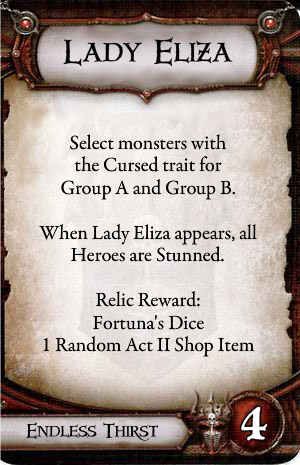 Lady Eliza
Select monsters with
the Cursed trait for
Group A and Group B.
When Lady Eliza appears, all
Heroes are Stunned.
Relic Reward:
Fortuna's Dice
1 Random Act II Shop Item
Endless Thirst
4